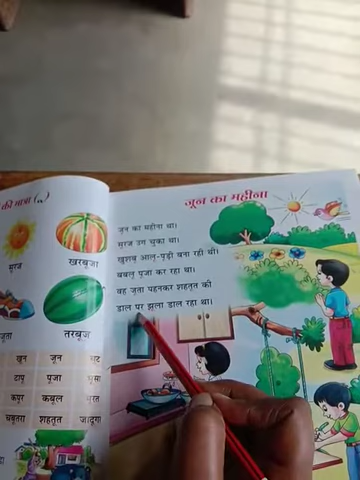 की मात्रा ( ू )
सूरज
खरबूजा
जूता
तरबूज
खून जून
टापू पूजा
कपूर कबूल
चबूतरा शहतूत
जून का महीना
जून का महीना था।
सूरज उग चुका था।
खुशबू आलू-पूड़ी बना रही थी।
बबलू पूजा कर रहा था।
वह जूता पहनकर शहतूत की
डाल पर झूला डाल रहा था।